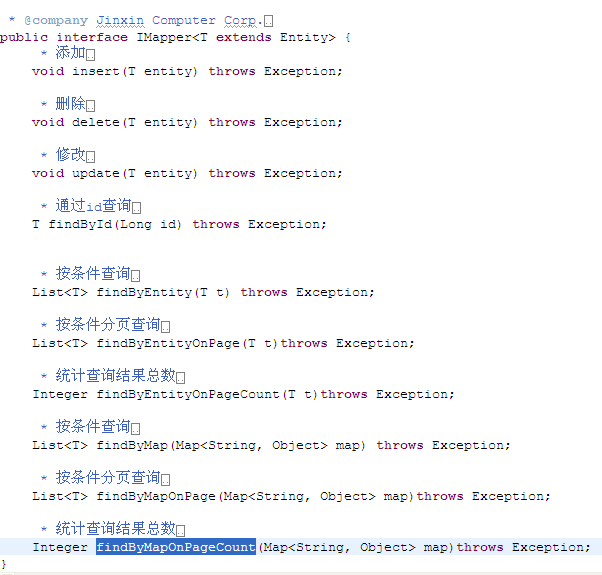 * @company Jinxin Computer Corp.
public interface IMapper<T extends Entity> {
* 添加
void insert(T entity) throws Exception;
* 删除
void delete(T entity) throws Exception;
* 修改
void update(T entity) throws Exception;
* 通过id查询
T findById(Long id) throws Exception;
* 按条件查询
List<T> findByEntity(T t) throws Exception;
* 按条件分页查询
List<T> findByEntityOnPage(T t)throws Exception;
* 统计查询结果总数
Integer findByEntityOnPageCount(T t)throws Exception;
* 按条件查询
List<T> findByMap(Map<String, Object> map) throws Exception;
* 按条件分页查询
List<T> findByMapOnPage(Map<String, Object> map)throws Exception;
* 统计查询结果总数
Integer findByMapOnPageCount(Map<String, Object> map)throws Exception;
}